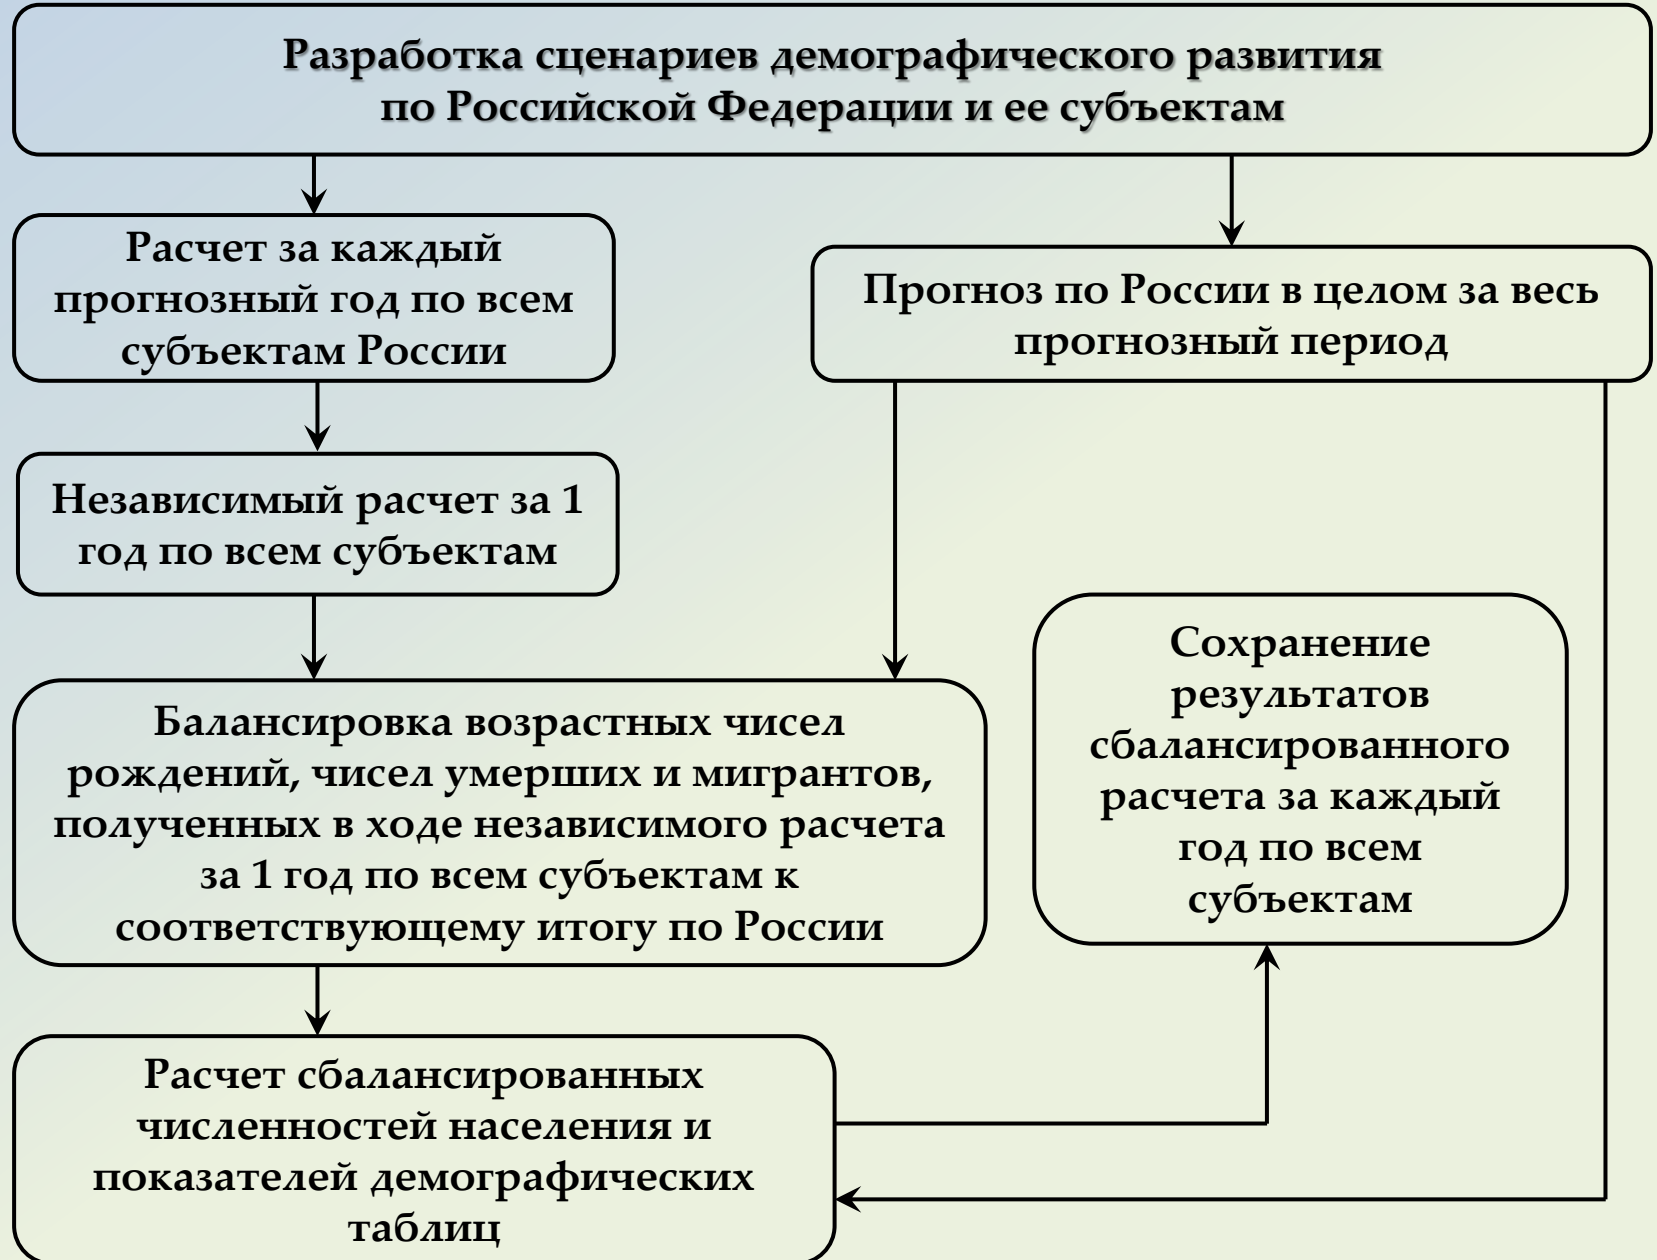 Разработка сценариев демографического развития
по Российской Федерации и ее субъектам
Расчет за каждый
прогнозный год по всем
субъектам России
Прогноз по России в целом за весь
прогнозный период
Независимый расчет за 1
год по всем субъектам
Сохранение
результатов
сбалансированного
расчета за каждый
год по всем
субъектам
Балансировка возрастных чисел
рождений, чисел умерших и мигрантов,
полученных в ходе независимого расчета
за 1 год по всем субъектам к
соответствующему итогу по России
Расчет сбалансированных
численностей населения и
показателей демографических
таблиц